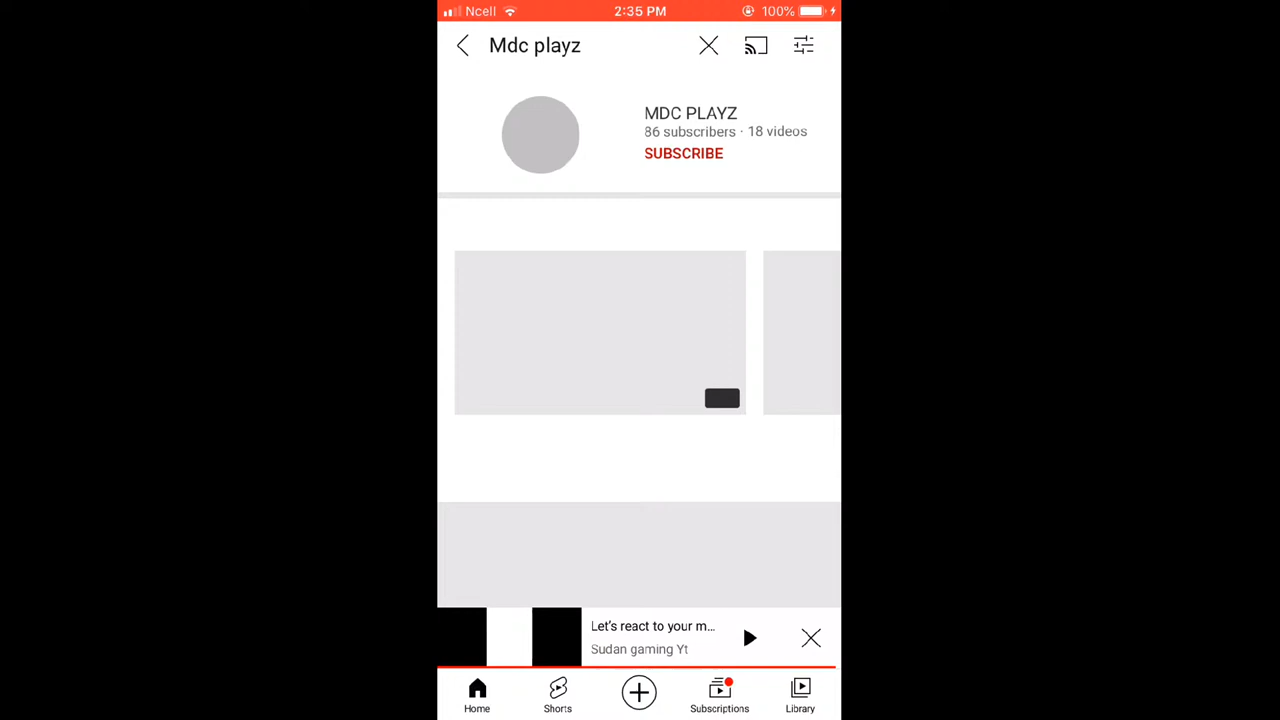 Ncell 2:35 PM 100%
Mdc playz
MDC PLAYZ
86 subscribers · 18 videos
SUBSCRIBE
Let's react to your m...
Sudan gaming Yt
Home Shorts Subscriptions Library